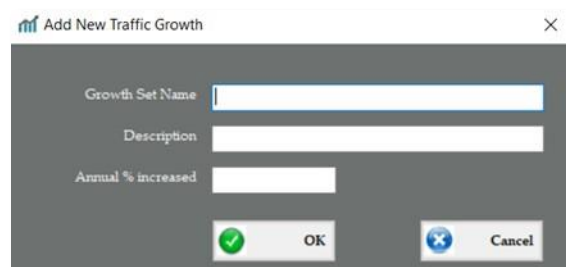 Add New Traffic Growth
Growth Set Name
Description
Annual % increased
OK Cancel